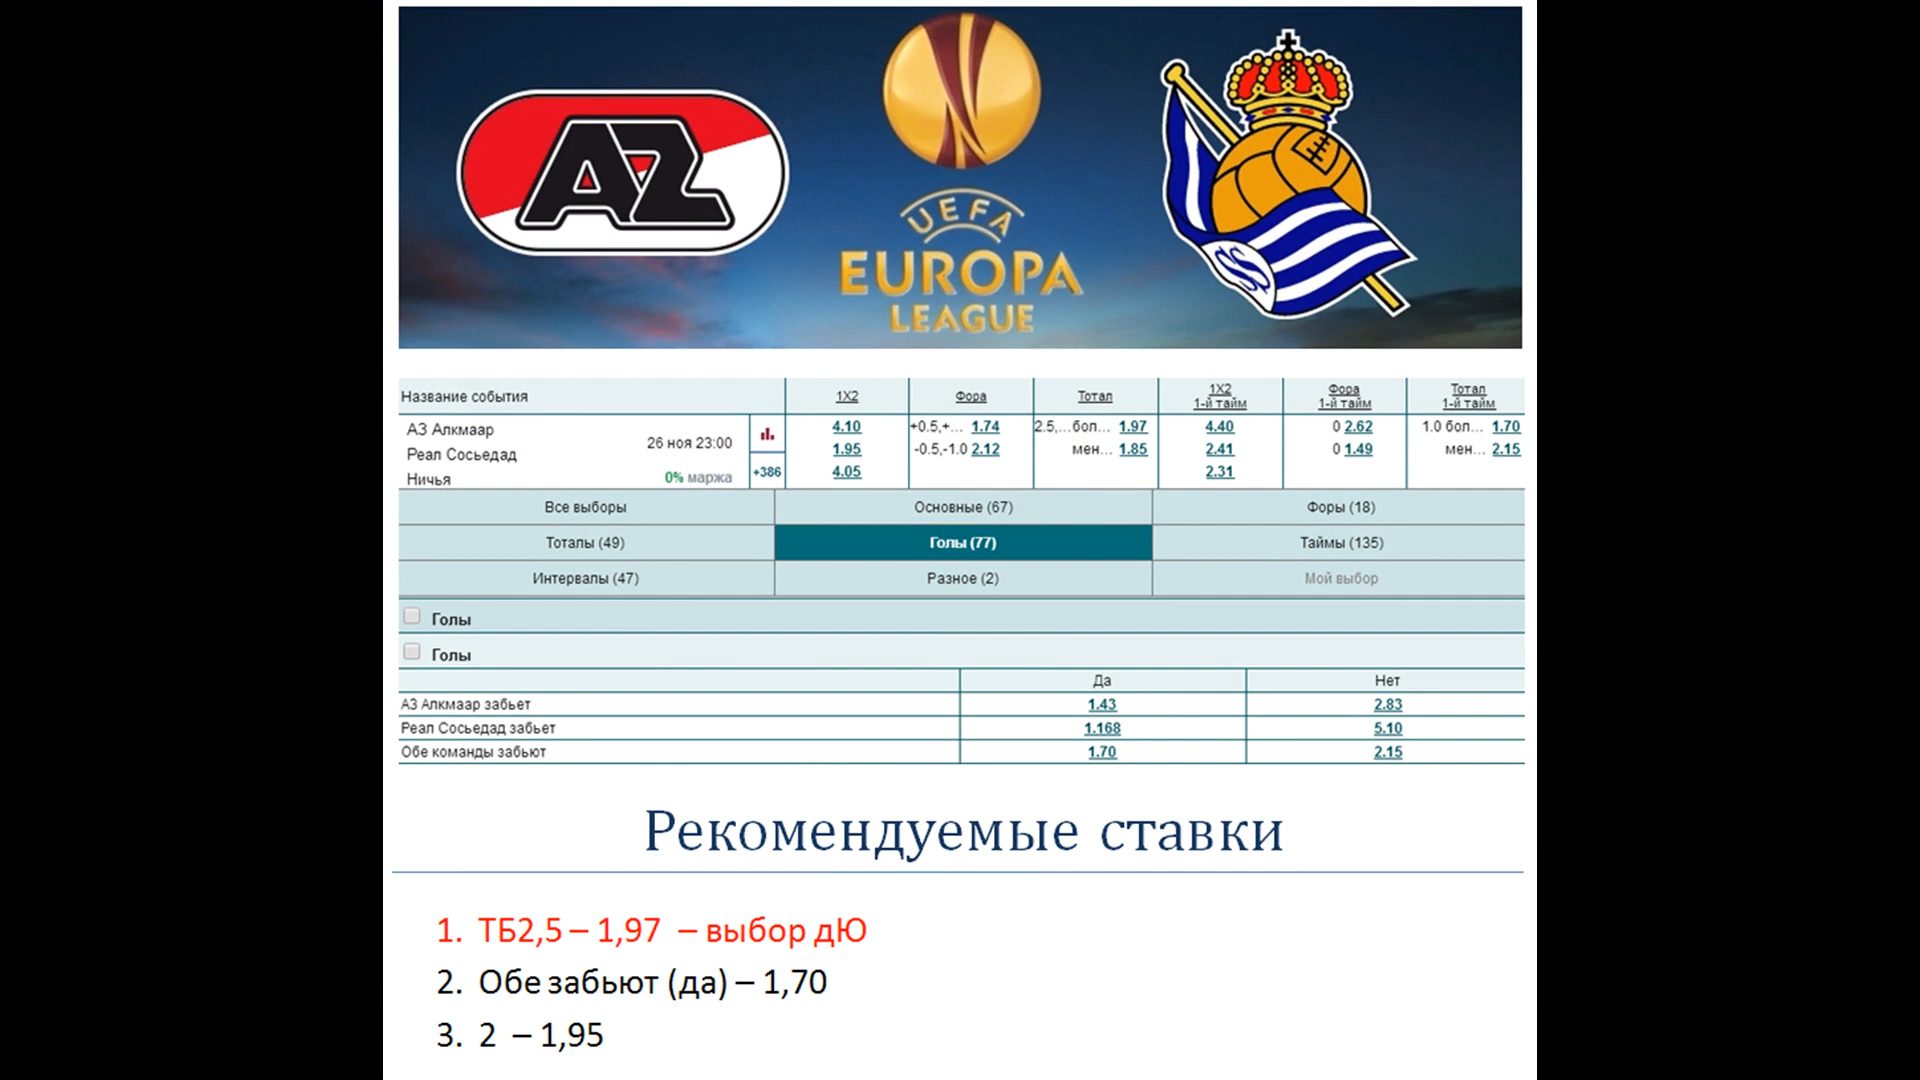 AZ
UEFA
EUROPA
LEAGUE
Название события 1X2 Фора Тотал 1X2 1-й тайм Фора 1-й тайм Тотал 1-й тайм
АЗ Алкмаар 4.10 +0.5,+... 1.74 2.5,...бол... 1.97 4.40 0 2.62 1.0 бол... 1.70
26 ноя 23:00
Реал Сосьедад 1.95 -0.5,-1.0 2.12 мен... 1.85 2.41 0 1.49 мен... 2.15
Ничья 0% маржа +386 4.05 2.31
Все выборы Основные (67) Форы (18)
Тоталы (49) Голы (77) Таймы (135)
Интервалы (47) Разное (2) Мой выбор
Голы
Голы
Да Нет
АЗ Алкмаар забьет 1.43 2.83
Реал Сосьедад забьет 1.168 5.10
Обе команды забьют 1.70 2.15
Рекомендуемые ставки
1. ТБ2,5 – 1,97 – выбор дЮ
2. Обе забьют (да) – 1,70
3. 2 – 1,95